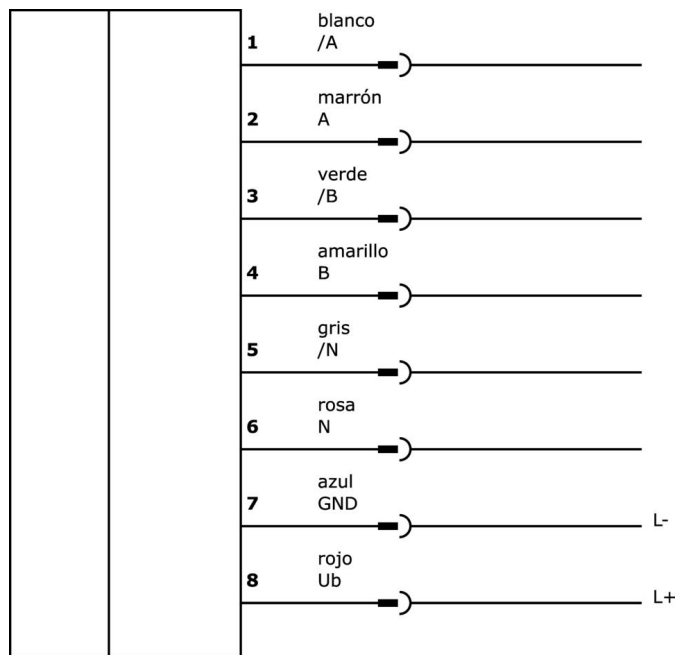 blanco
1 /A
marrón
2 A
verde
3 /B
amarillo
4 B
gris
5 /N
rosa
6 N
azul
7 GND L-
rojo
8 Ub L+